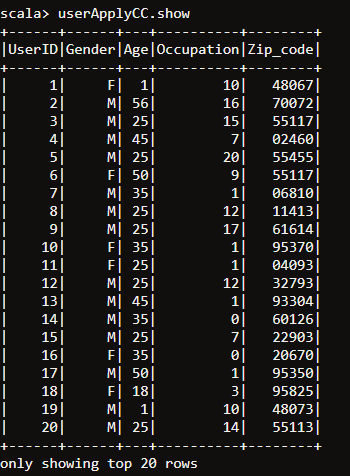 scala> userApplyCC.show
+------+------+---+----------+--------+
|UserID|Gender|Age|Occupation|Zip_code|
+------+------+---+----------+--------+
|     1|     F|  1|        10|   48067|
|     2|     M| 56|        16|   70072|
|     3|     M| 25|        15|   55117|
|     4|     M| 45|         7|   02460|
|     5|     M| 25|        20|   55455|
|     6|     F| 50|         9|   55117|
|     7|     M| 35|         1|   06810|
|     8|     M| 25|        12|   11413|
|     9|     M| 25|        17|   61614|
|    10|     F| 35|         1|   95370|
|    11|     F| 25|         1|   04093|
|    12|     M| 25|        12|   32793|
|    13|     M| 45|         1|   93304|
|    14|     M| 35|         0|   60126|
|    15|     M| 25|         7|   22903|
|    16|     F| 35|         0|   20670|
|    17|     M| 50|         1|   95350|
|    18|     F| 18|         3|   95825|
|    19|     M|  1|        10|   48073|
|    20|     M| 25|        14|   55113|
+------+------+---+----------+--------+
only showing top 20 rows